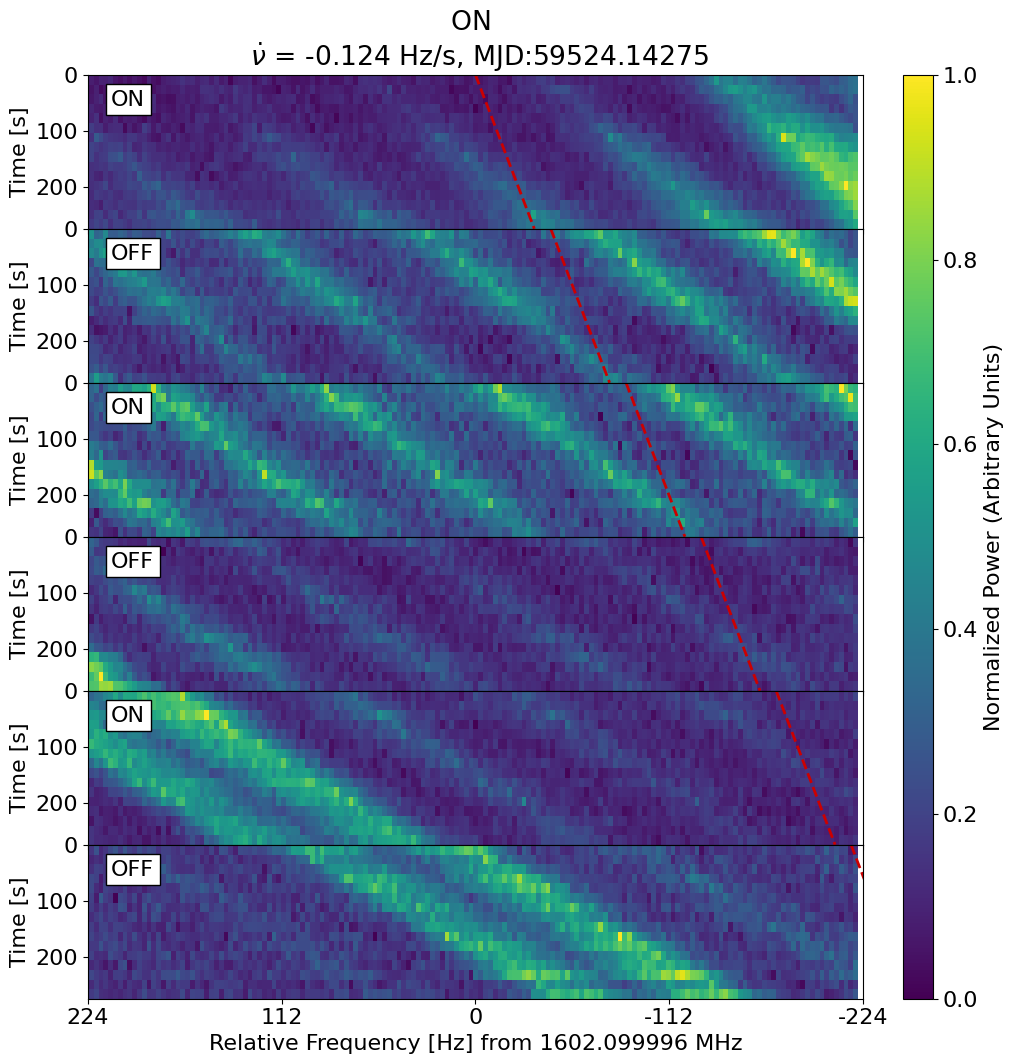 ON
ν̇ = -0.124 Hz/s, MJD:59524.14275
0
ON
100
Time [s]
200
0
OFF
100
Time [s]
200
0
ON
100
Time [s]
200
0
OFF
100
Time [s]
200
0
ON
100
Time [s]
200
0
OFF
100
Time [s]
200
224 112 0 -112 -224
Relative Frequency [Hz] from 1602.099996 MHz
1.0
0.8
0.6
0.4
0.2
0.0
Normalized Power (Arbitrary Units)